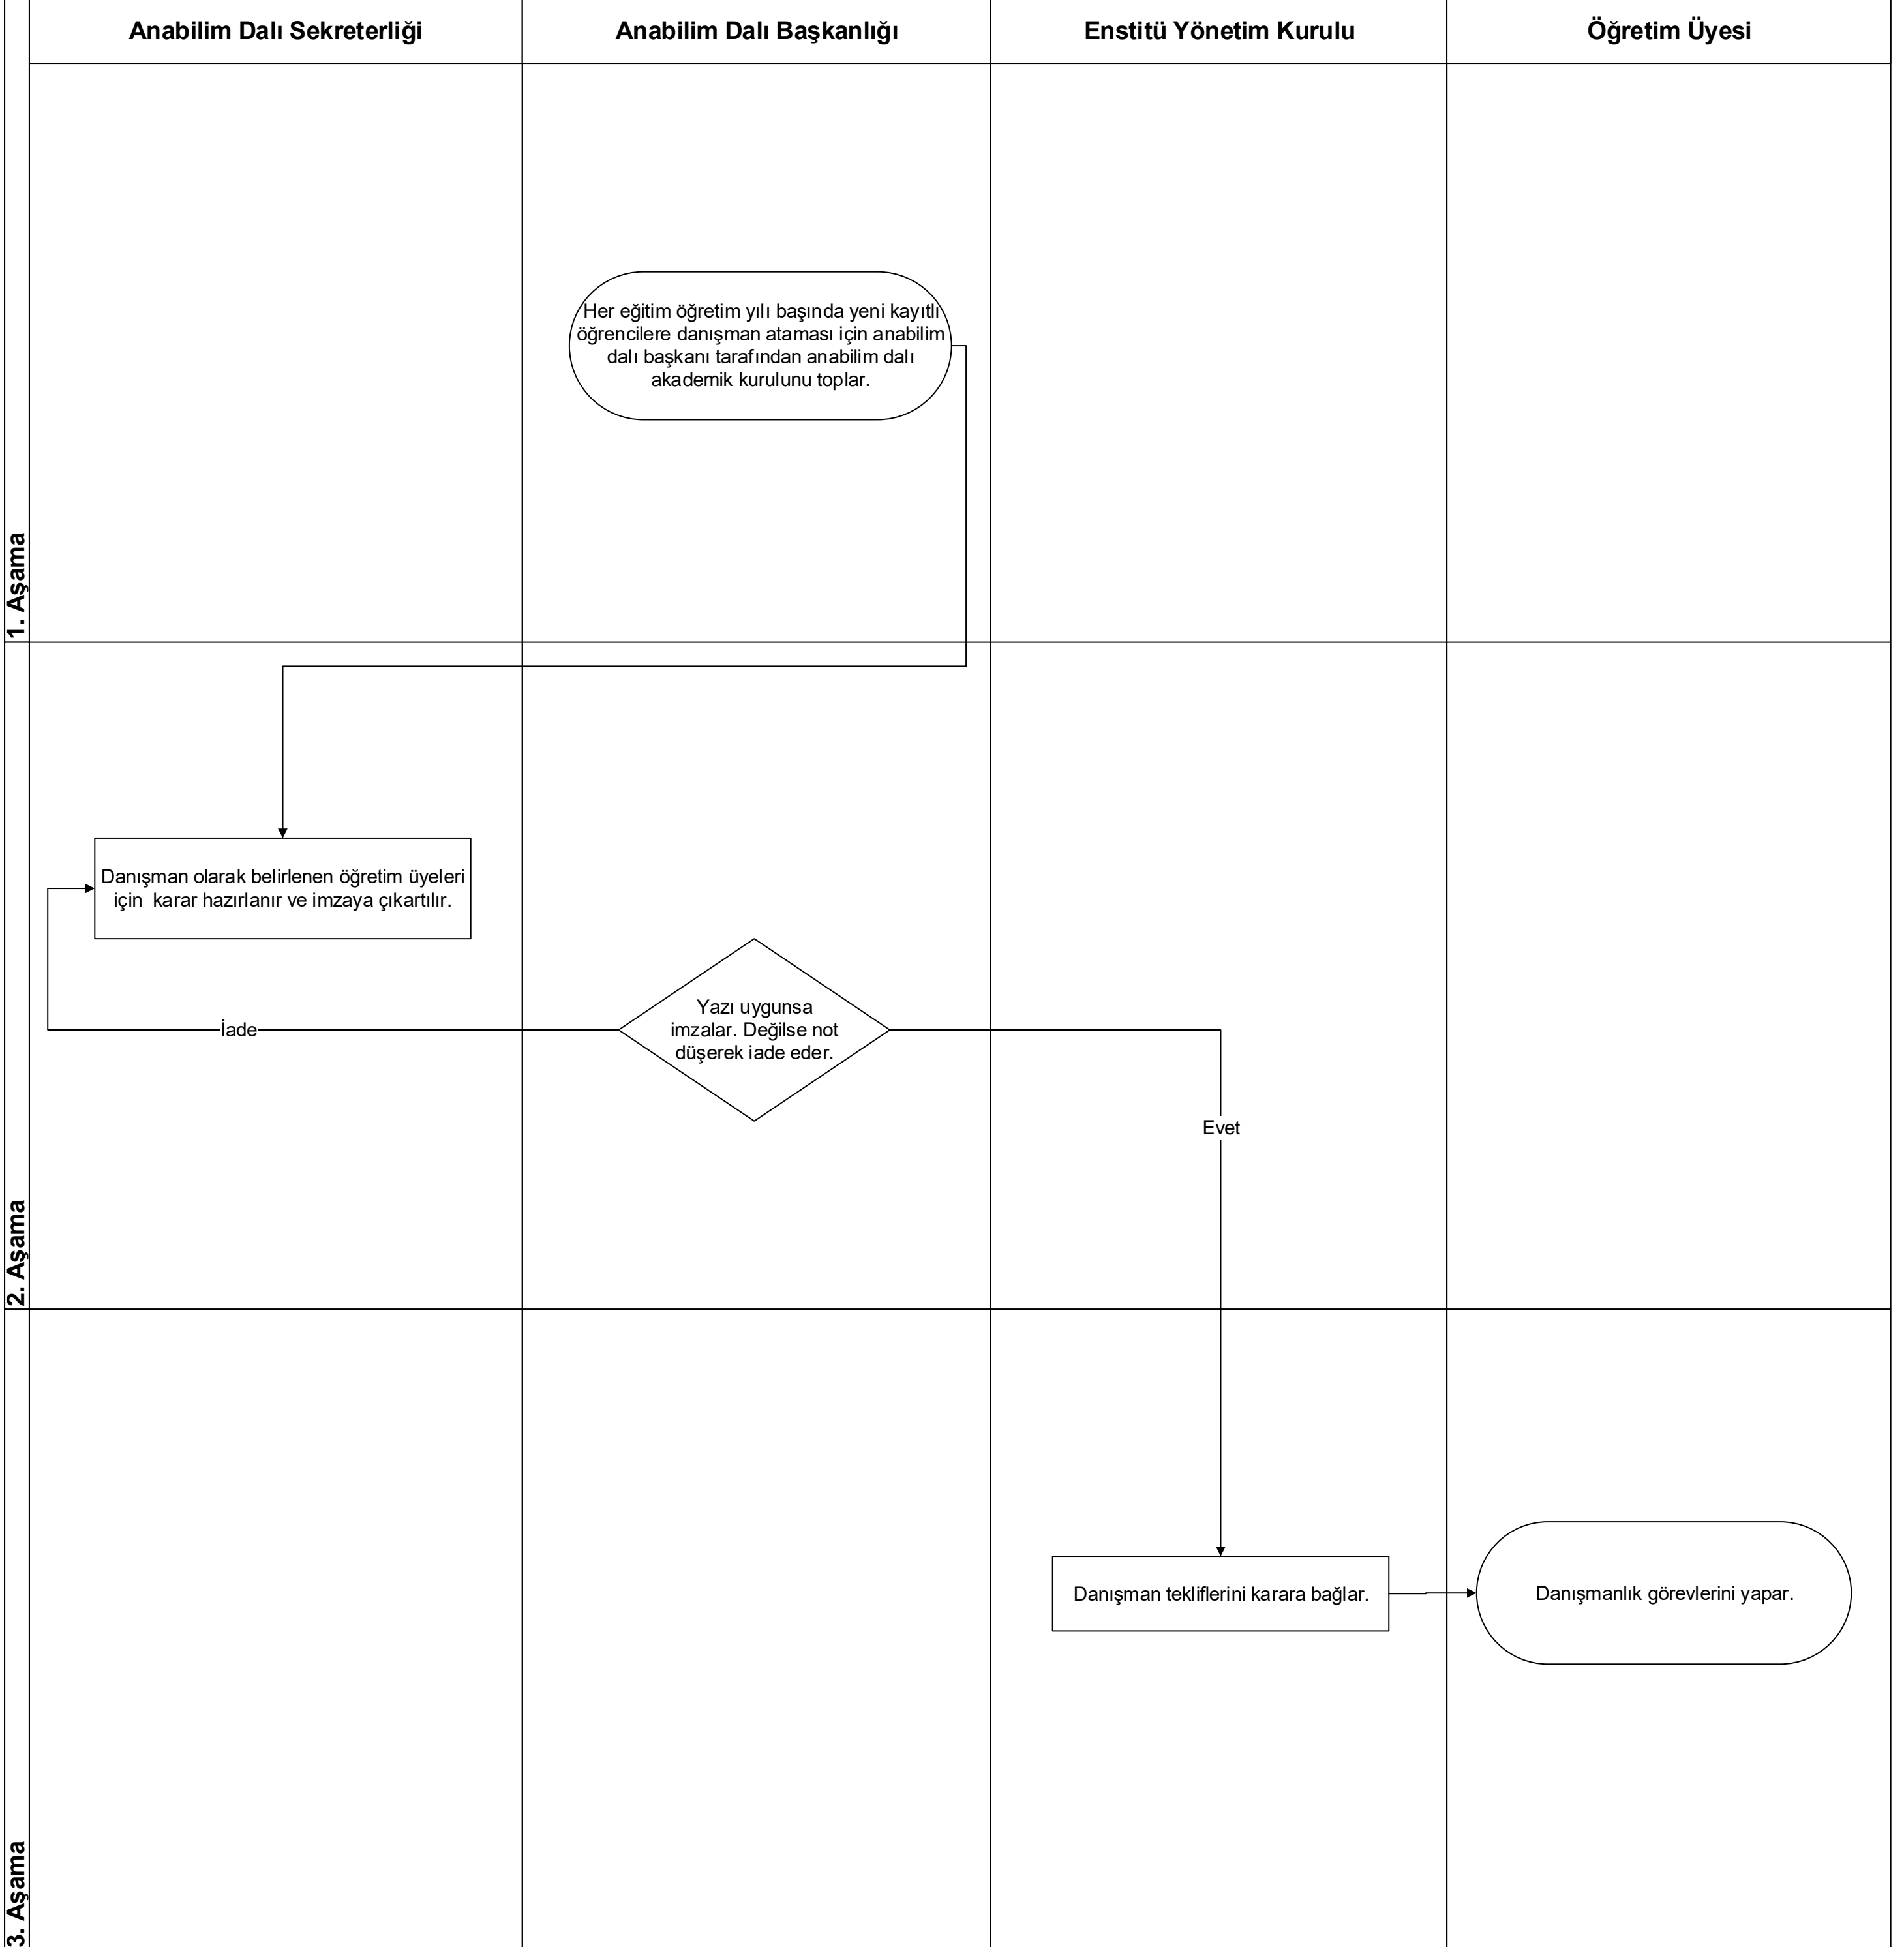 Anabilim Dalı Sekreterliği
Anabilim Dalı Başkanlığı
Enstitü Yönetim Kurulu
Öğretim Üyesi
1. Aşama
Her eğitim öğretim yılı başında yeni kayıtlı
öğrencilere danışman ataması için anabilim
dalı başkanı tarafından anabilim dalı
akademik kurulunu toplar.
2. Aşama
Danışman olarak belirlenen öğretim üyeleri
için  karar hazırlanır ve imzaya çıkartılır.
Yazı uygunsa
imzalar. Değilse not
düşerek iade eder.
İade
Evet
3. Aşama
Danışman tekliflerini karara bağlar.
Danışmanlık görevlerini yapar.